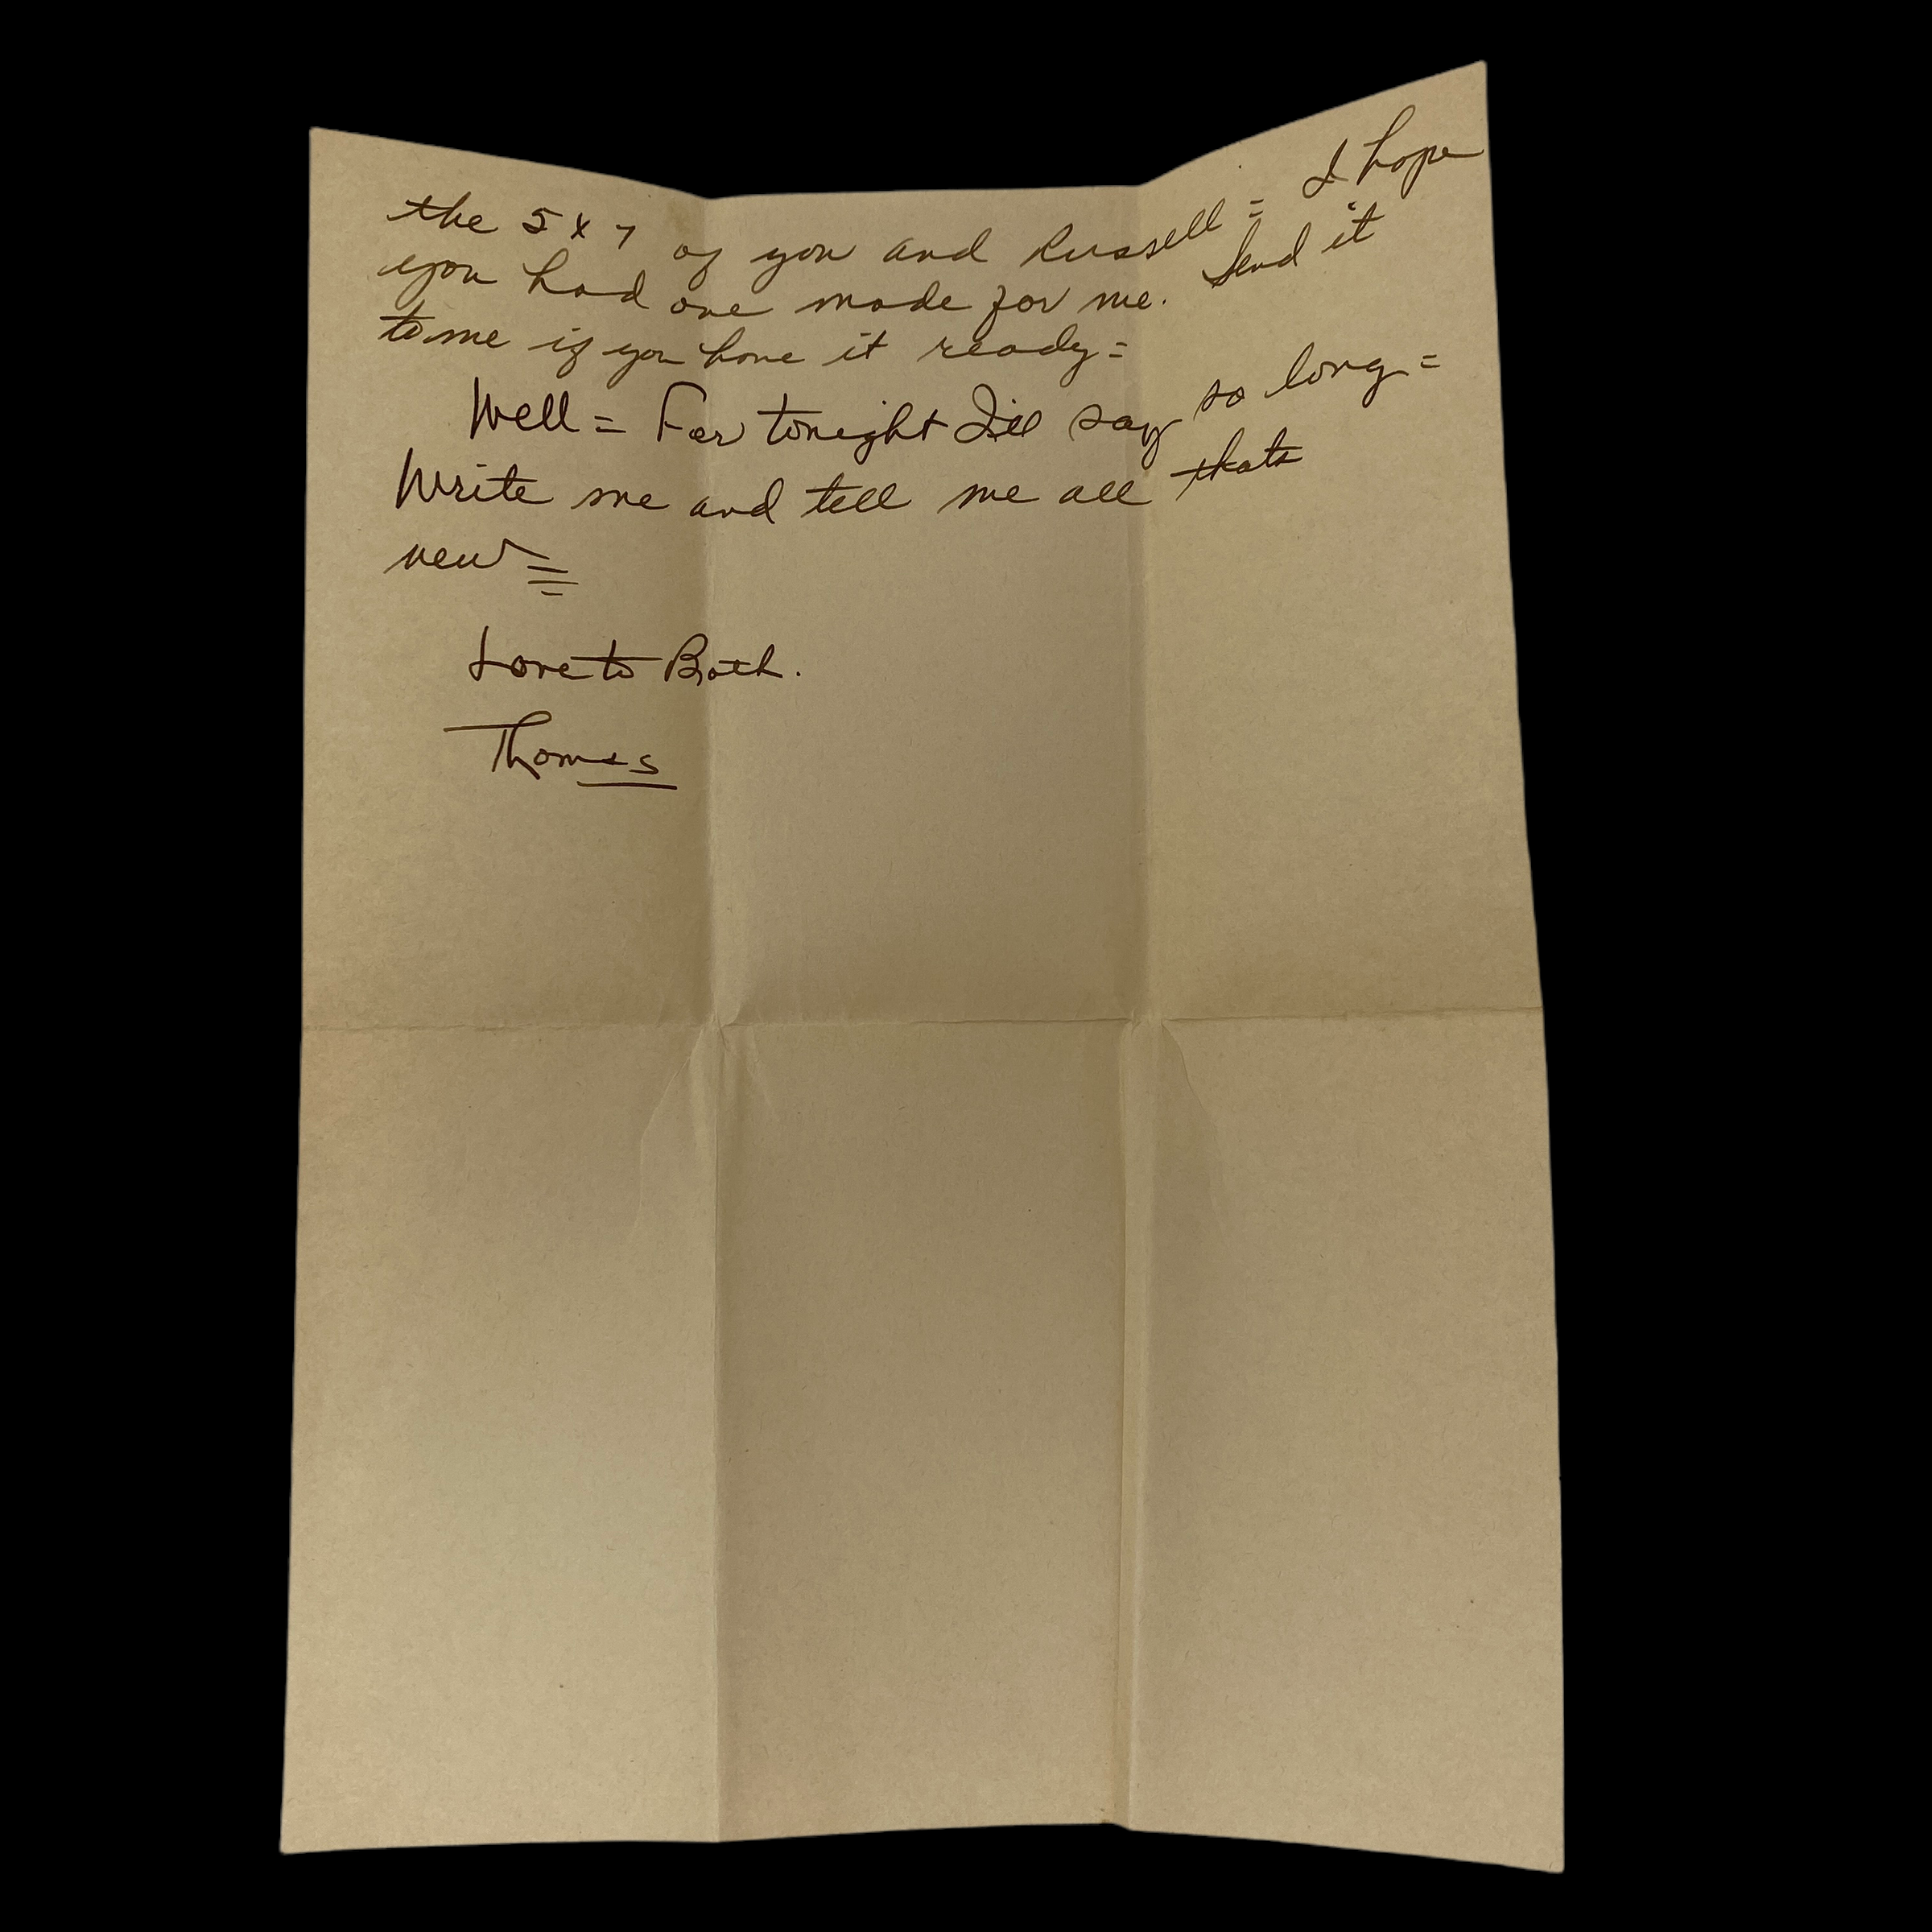 the 5 x 7 of you and Russell = I hope
you had one made for me. Send it
to me if you have it ready =
Well = For tonight I'll say so long =
Write me and tell me all thats
new =
Love to Both.
Thomas